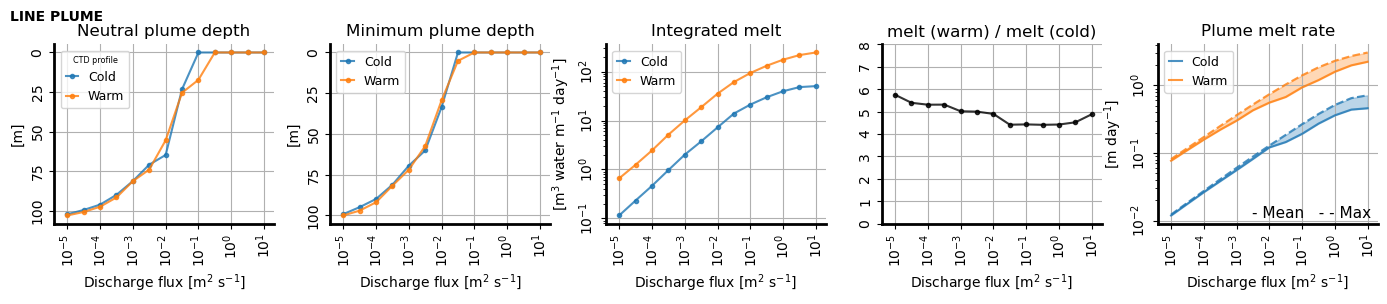 LINE PLUME
Neutral plume depth
0
25
50
75
100
[m]
CTD profile
Cold
Warm
10⁻⁵
10⁻⁴
10⁻³
10⁻²
10⁻¹
10⁰
10¹
Discharge flux [m² s⁻¹]
Minimum plume depth
0
25
50
75
100
[m]
Cold
Warm
10⁻⁵
10⁻⁴
10⁻³
10⁻²
10⁻¹
10⁰
10¹
Discharge flux [m² s⁻¹]
Integrated melt
10²
10¹
10⁰
10⁻¹
[m³ water m⁻¹ day⁻¹]
Cold
Warm
10⁻⁵
10⁻⁴
10⁻³
10⁻²
10⁻¹
10⁰
10¹
Discharge flux [m² s⁻¹]
melt (warm) / melt (cold)
8
7
6
5
4
3
2
1
0
10⁻⁵
10⁻⁴
10⁻³
10⁻²
10⁻¹
10⁰
10¹
Discharge flux [m² s⁻¹]
Plume melt rate
10⁰
10⁻¹
10⁻²
[m day⁻¹]
Cold
Warm
- Mean - - Max
10⁻⁵
10⁻⁴
10⁻³
10⁻²
10⁻¹
10⁰
10¹
Discharge flux [m² s⁻¹]